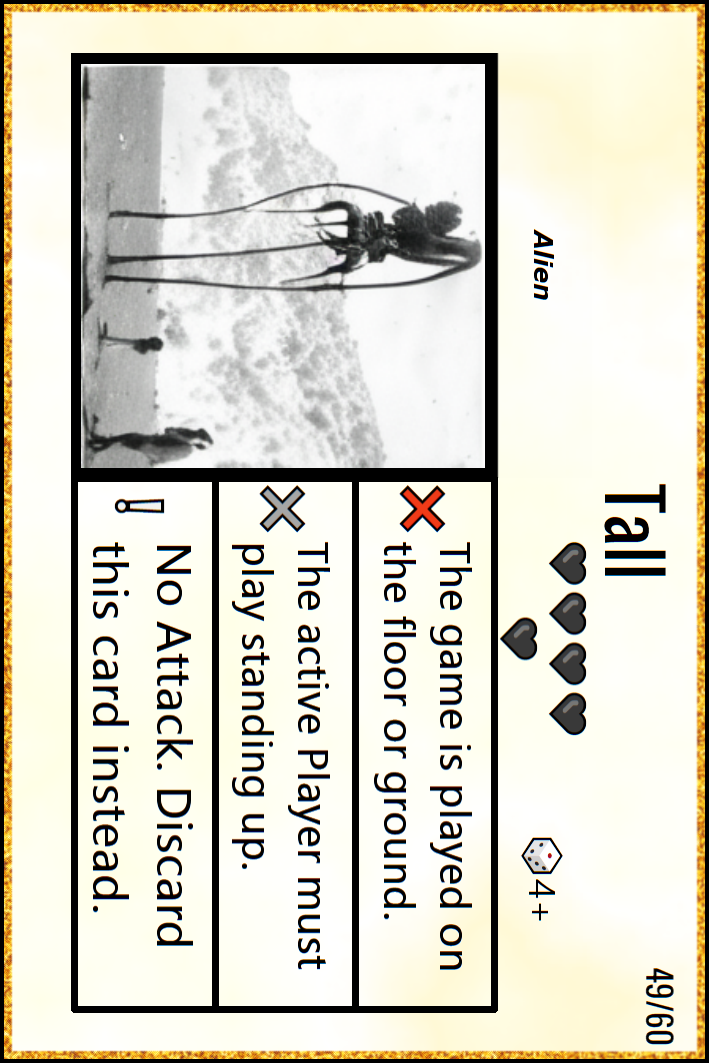 Tall
49/60
Alien
4+
The game is played on
the floor or ground.
The active Player must
play standing up.
No Attack. Discard
this card instead.